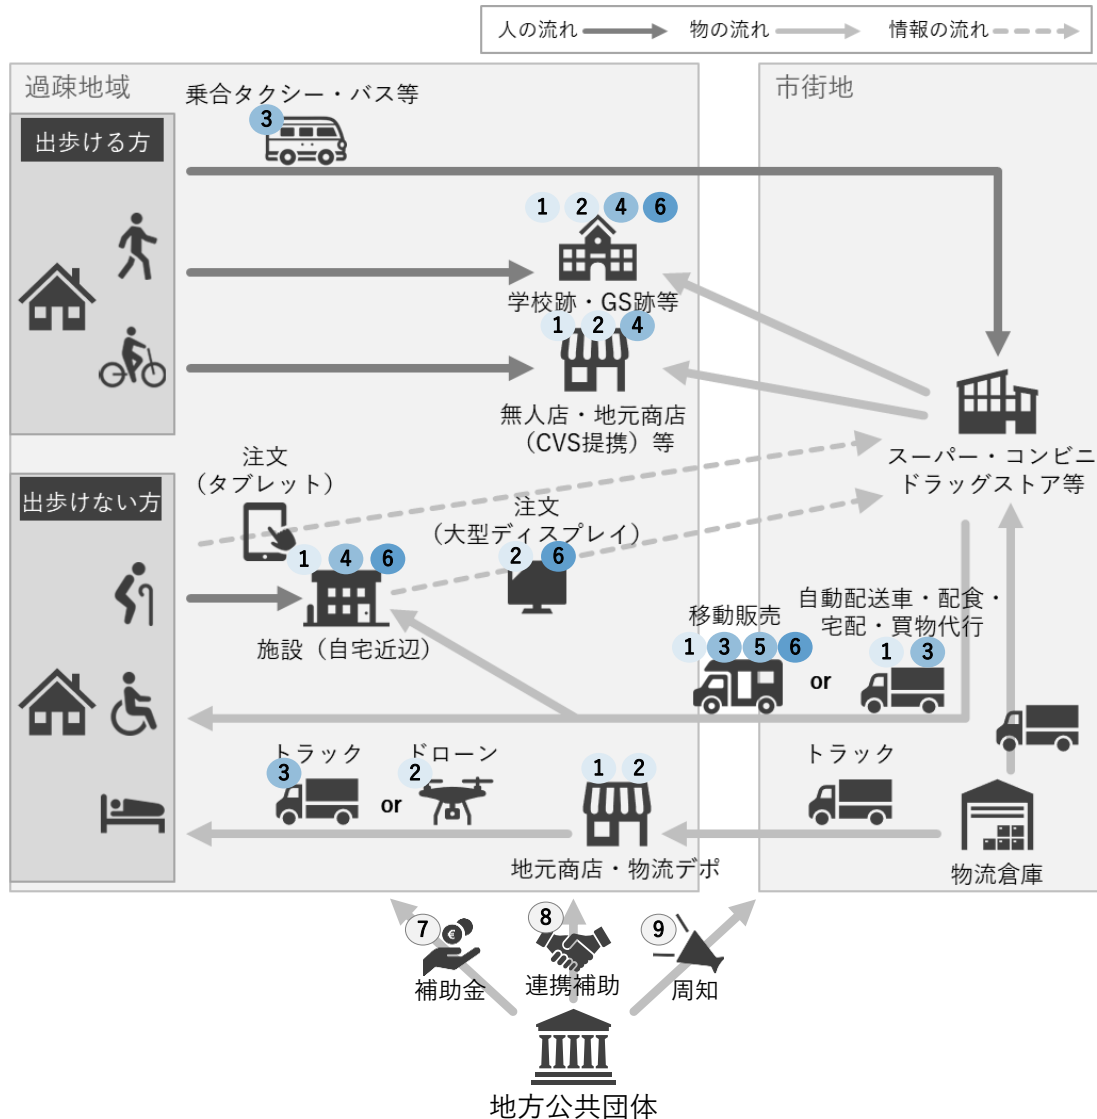 人の流れ 物の流れ 情報の流れ
過疎地域
市街地
乗合タクシー・バス等
3
出歩ける方
1 2 4 6
学校跡・GS跡等
1 2 4
無人店・地元商店
（CVS提携）等
スーパー・コンビニ
ドラッグストア等
出歩けない方
注文
（タブレット）
注文
（大型ディスプレイ）
1 4 6
2 6
施設（自宅近辺）
移動販売
1 3 5 6
or
自動配送車・配食・
宅配・買物代行
1 3
トラック
3
or
ドローン
2
1 2
地元商店・物流デポ
トラック
物流倉庫
7
補助金
8
連携補助
9
周知
地方公共団体